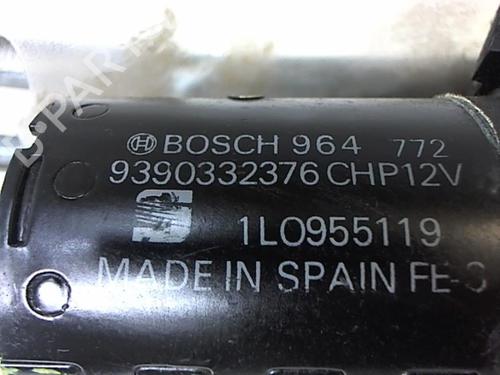 BOSCH 964 772
9390332376 CHP12V
1L0955119
MADE IN SPAIN